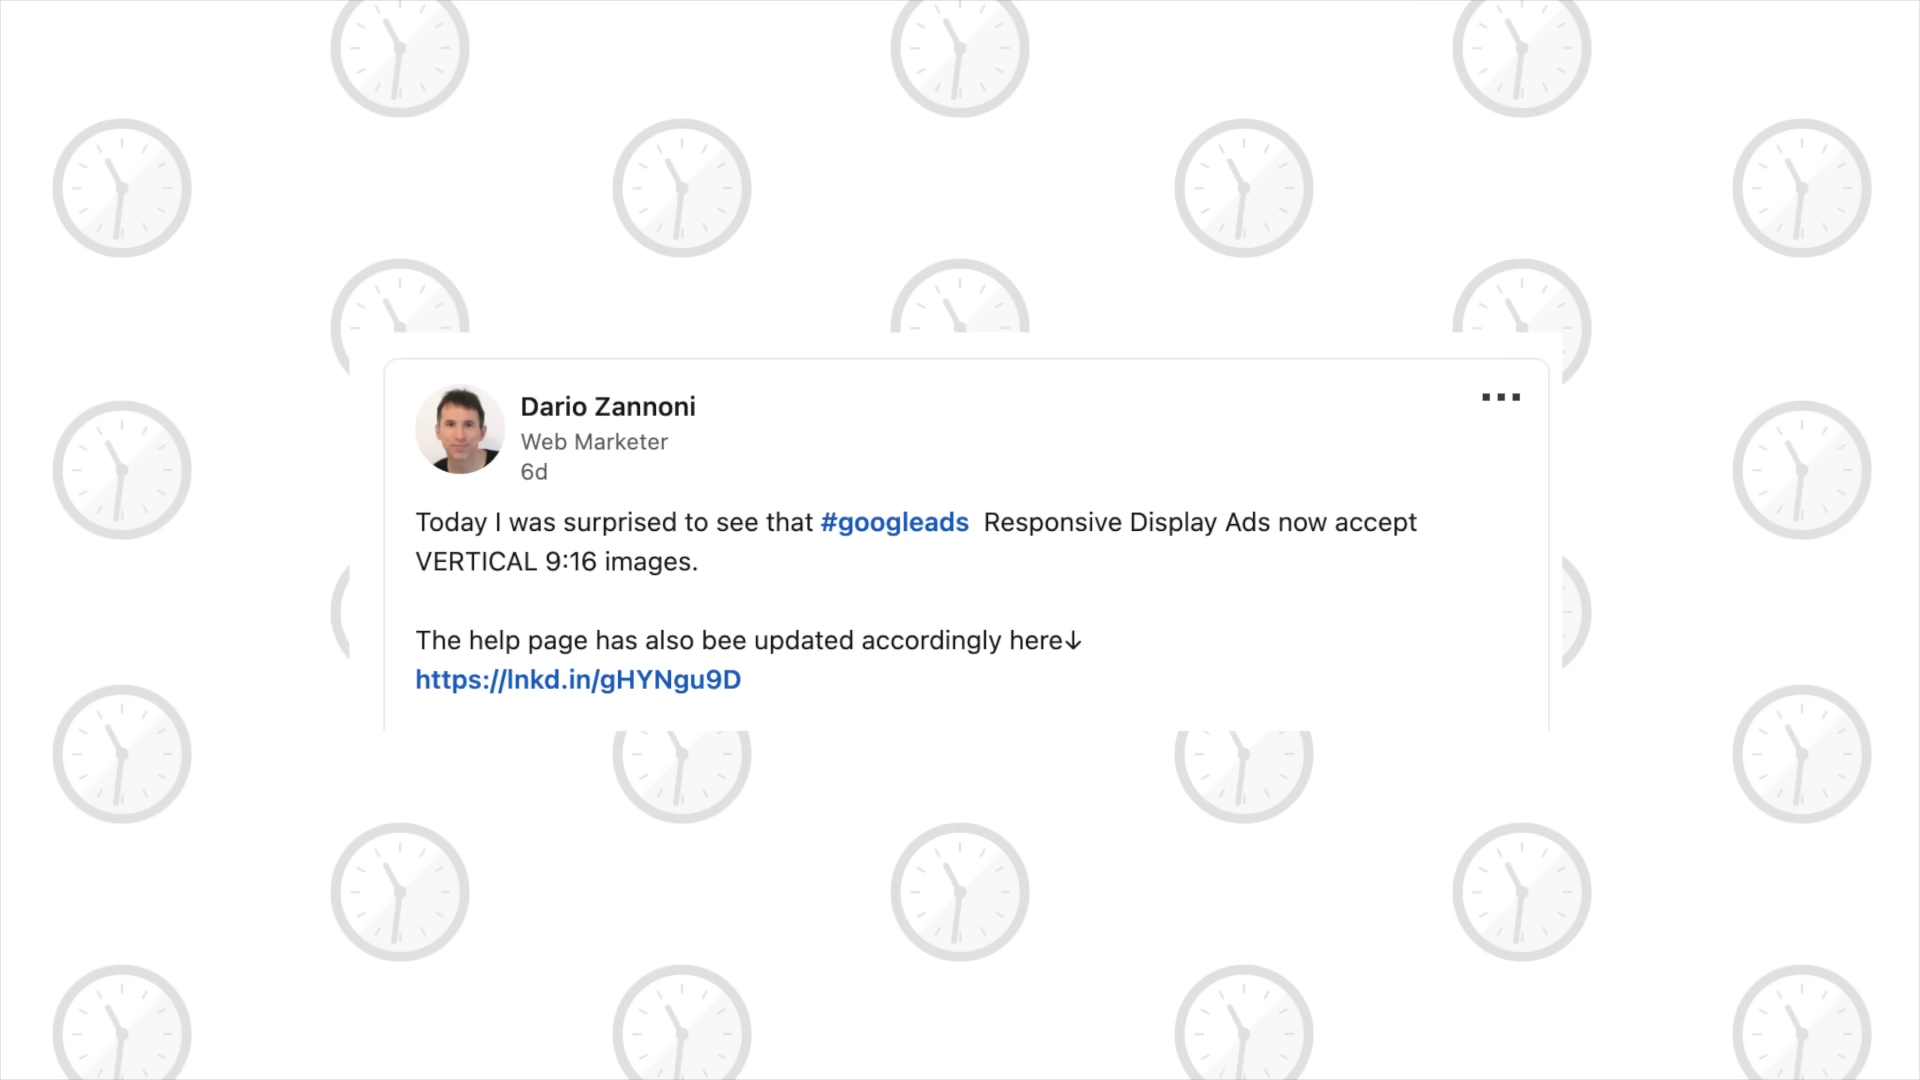 Dario Zannoni
Web Marketer
6d
Today I was surprised to see that #googleads Responsive Display Ads now accept
VERTICAL 9:16 images.
The help page has also bee updated accordingly here↓
https://lnkd.in/gHYNgu9D